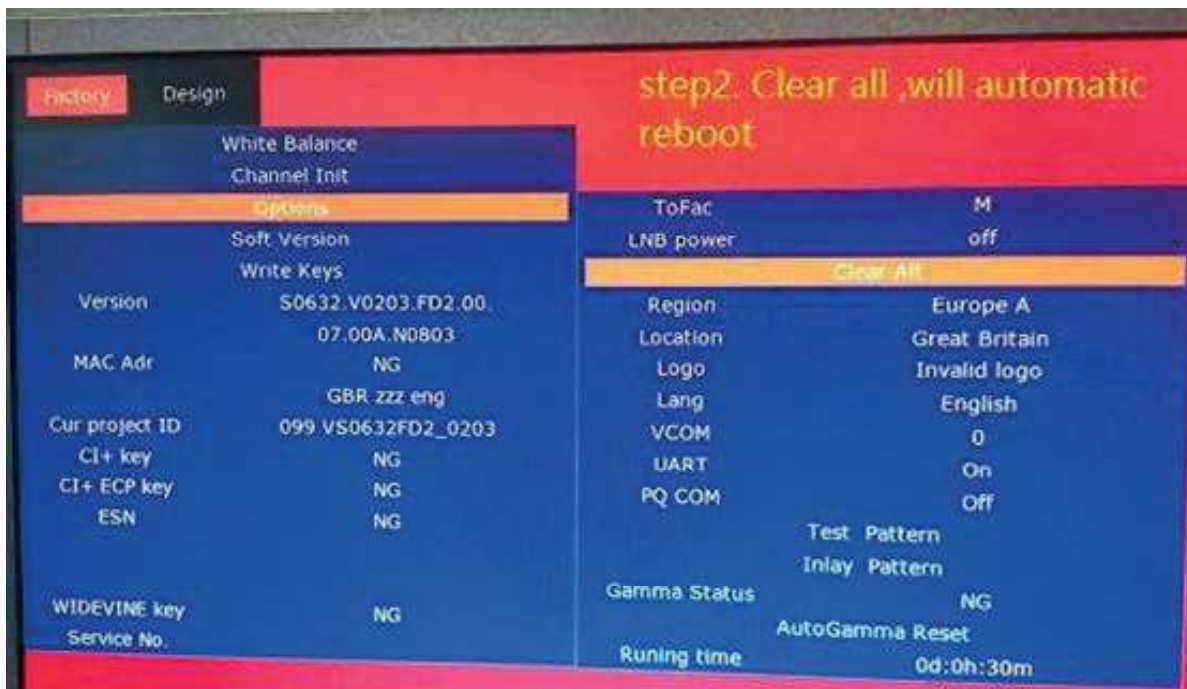 Factory Design
step2. Clear all ,will automatic
reboot
White Balance
Channel Init
Options
Soft Version
Write Keys
Version S0632.V0203.FD2.00.
07.00A.N0803
MAC Adr NG
GBR zzz eng
Cur project ID 099 VS0632FD2_0203
CI+ key NG
CI+ ECP key NG
ESN NG
WIDEVINE key NG
Service No.
ToFac M
LNB power off
Clear All
Region Europe A
Location Great Britain
Logo Invalid logo
Lang English
VCOM 0
UART On
PQ COM Off
Test Pattern
Inlay Pattern
Gamma Status NG
AutoGamma Reset
Runing time 0d:0h:30m